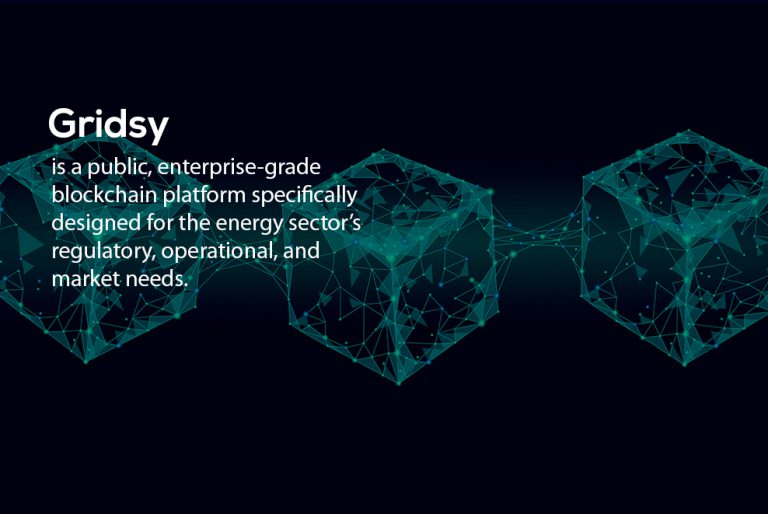 Gridsy
is a public, enterprise-grade
blockchain platform specifically
designed for the energy sector’s
regulatory, operational, and
market needs.